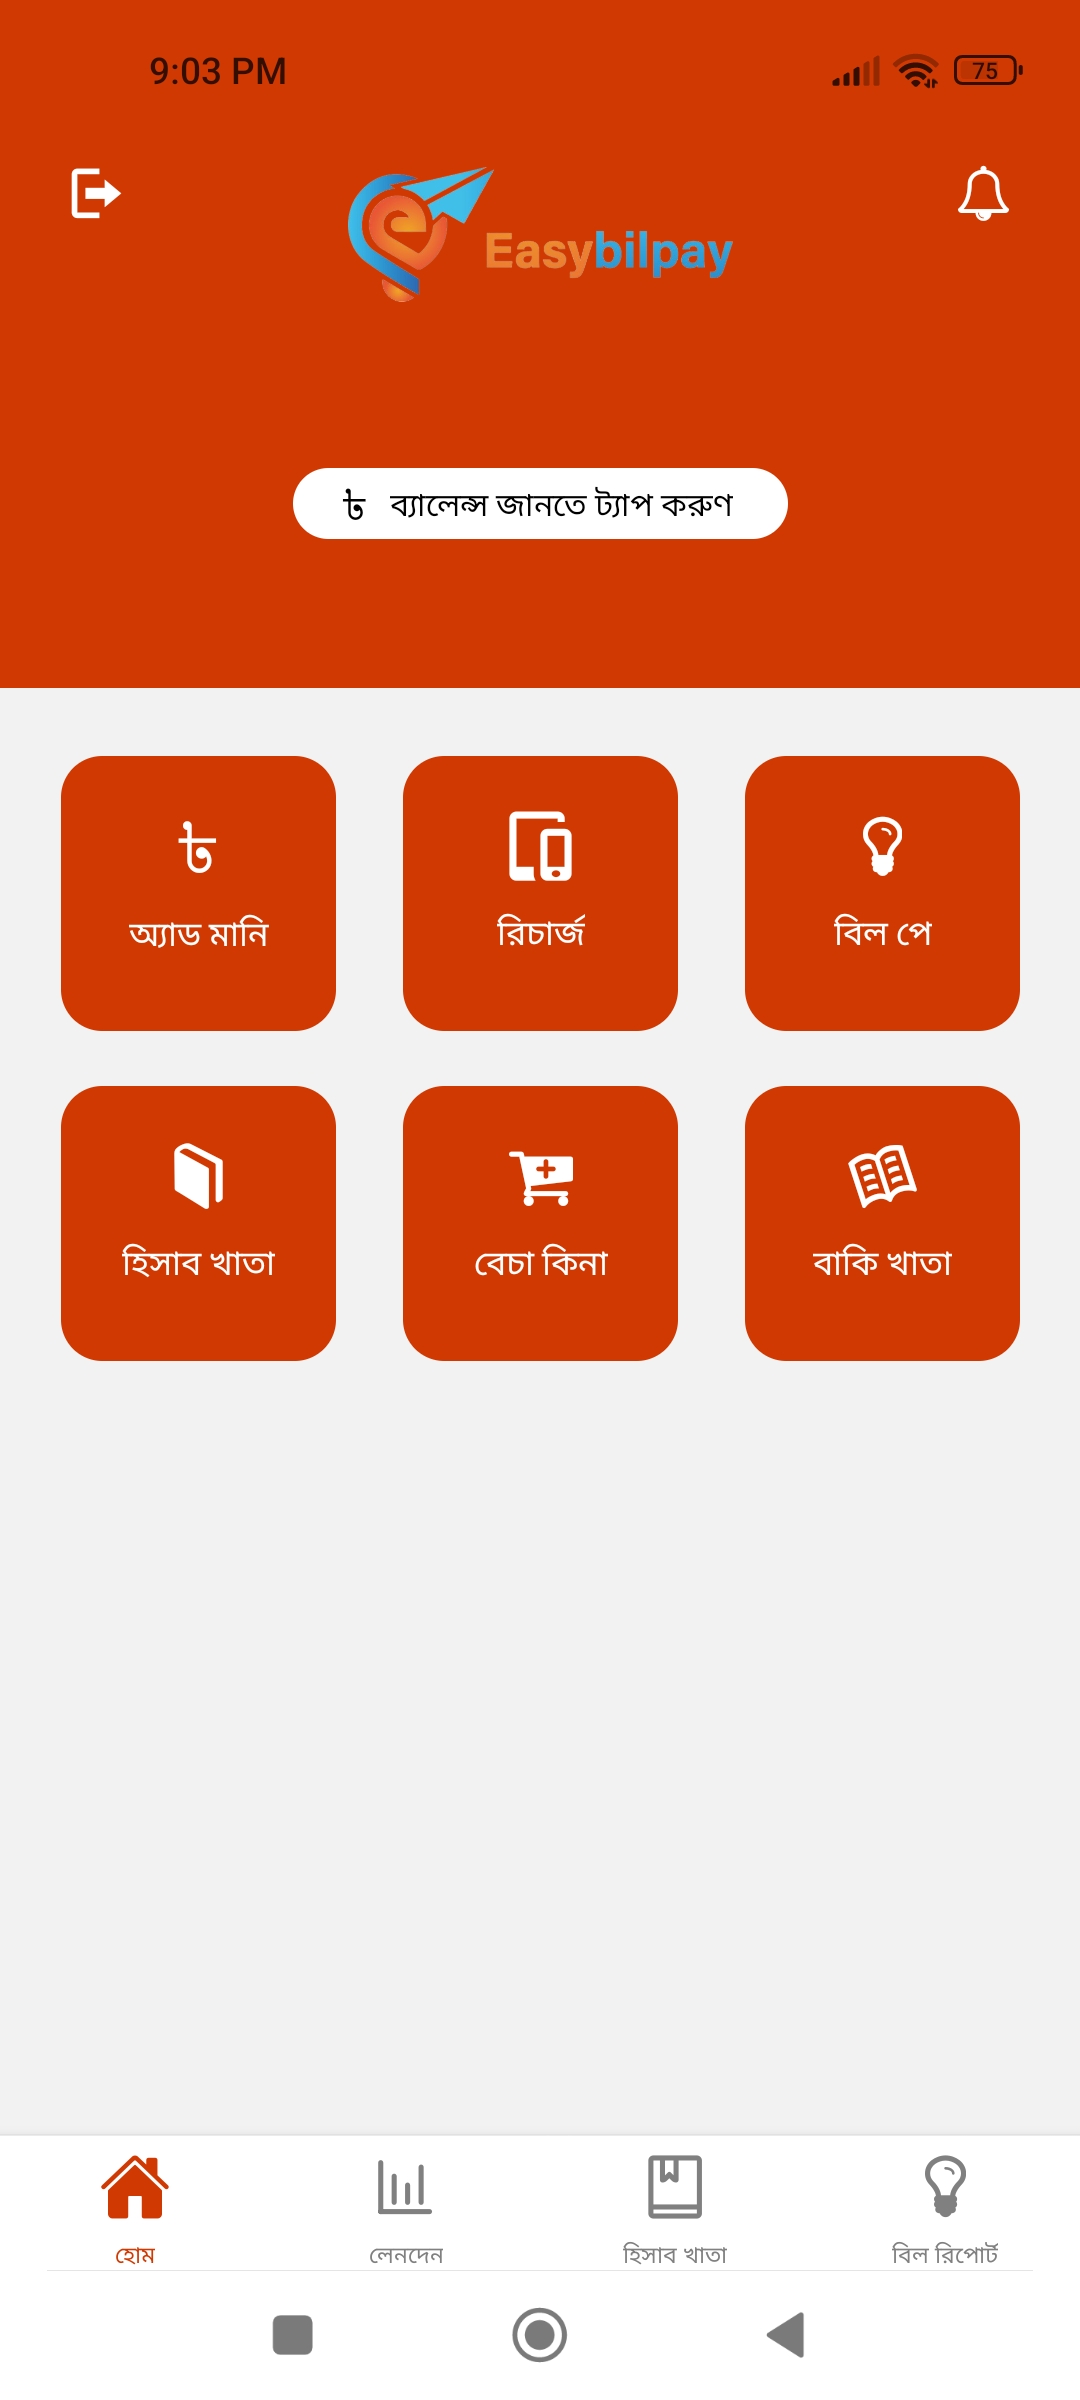 9:03 PM
75
Easybilpay
৳ ব্যালেন্স জানতে ট্যাপ করুণ
৳
অ্যাড মানি
রিচার্জ
বিল পে
হিসাব খাতা
বেচা কিনা
বাকি খাতা
হোম
লেনদেন
হিসাব খাতা
বিল রিপোর্ট